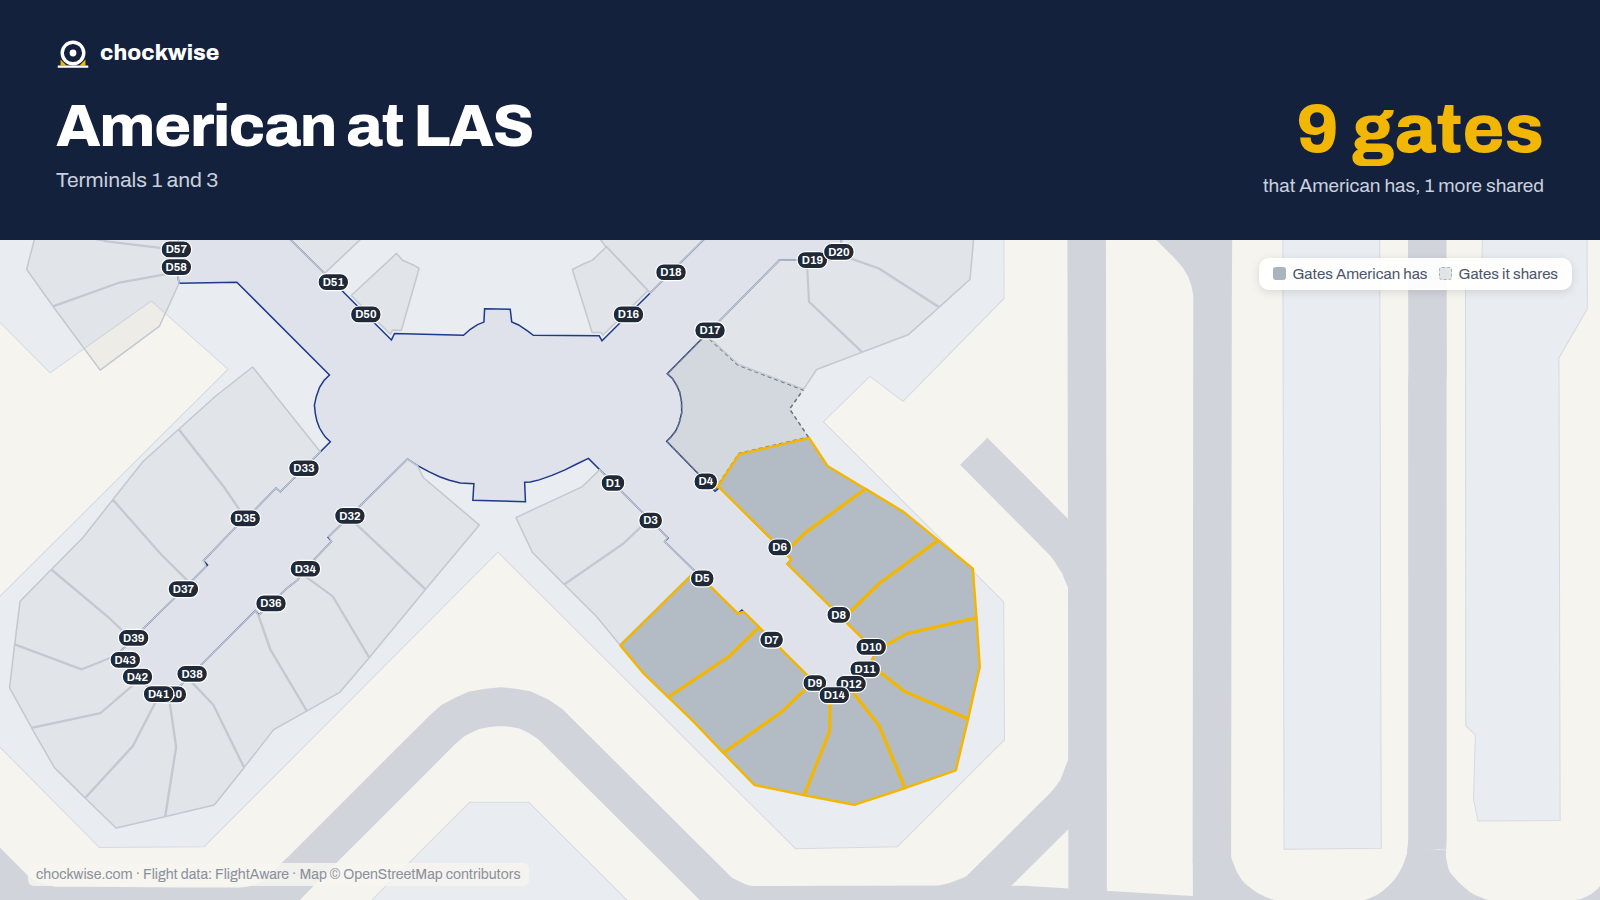 chockwise
American at LAS
Terminals 1 and 3
9 gates
that American has, 1 more shared
Gates American has
Gates it shares
D57
D58
D51
D50
D18
D16
D19
D20
D17
D33
D35
D32
D37
D34
D36
D39
D43
D42
D38
D41
D1
D3
D4
D5
D6
D7
D8
D10
D11
D9
D12
D14
chockwise.com · Flight data: FlightAware · Map © OpenStreetMap contributors